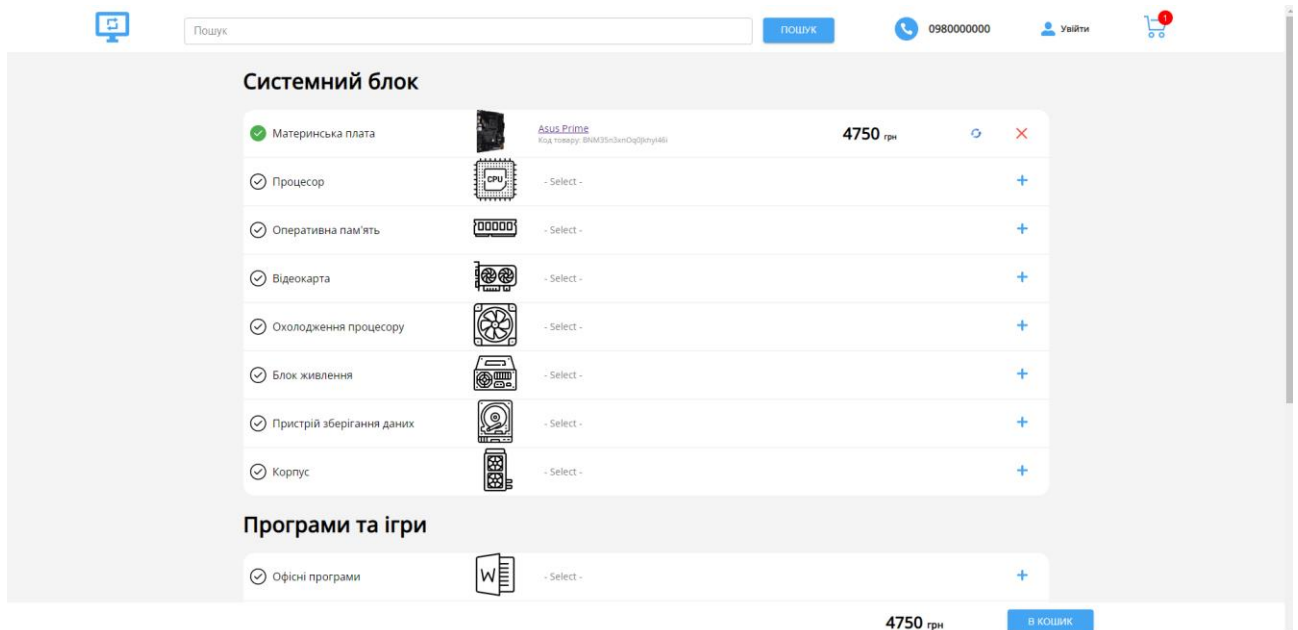 Пошук
ПОШУК
0980000000
Увійти
1
Системний блок
Материнська плата
Asus Prime
Код товару:
4750 грн
Процесор
CPU
- Select -
Оперативна пам'ять
- Select -
Відеокарта
- Select -
Охолодження процесору
- Select -
Блок живлення
- Select -
Пристрій зберігання даних
- Select -
Корпус
- Select -
Програми та ігри
Офісні програми
W
- Select -
4750 грн
В КОШИК